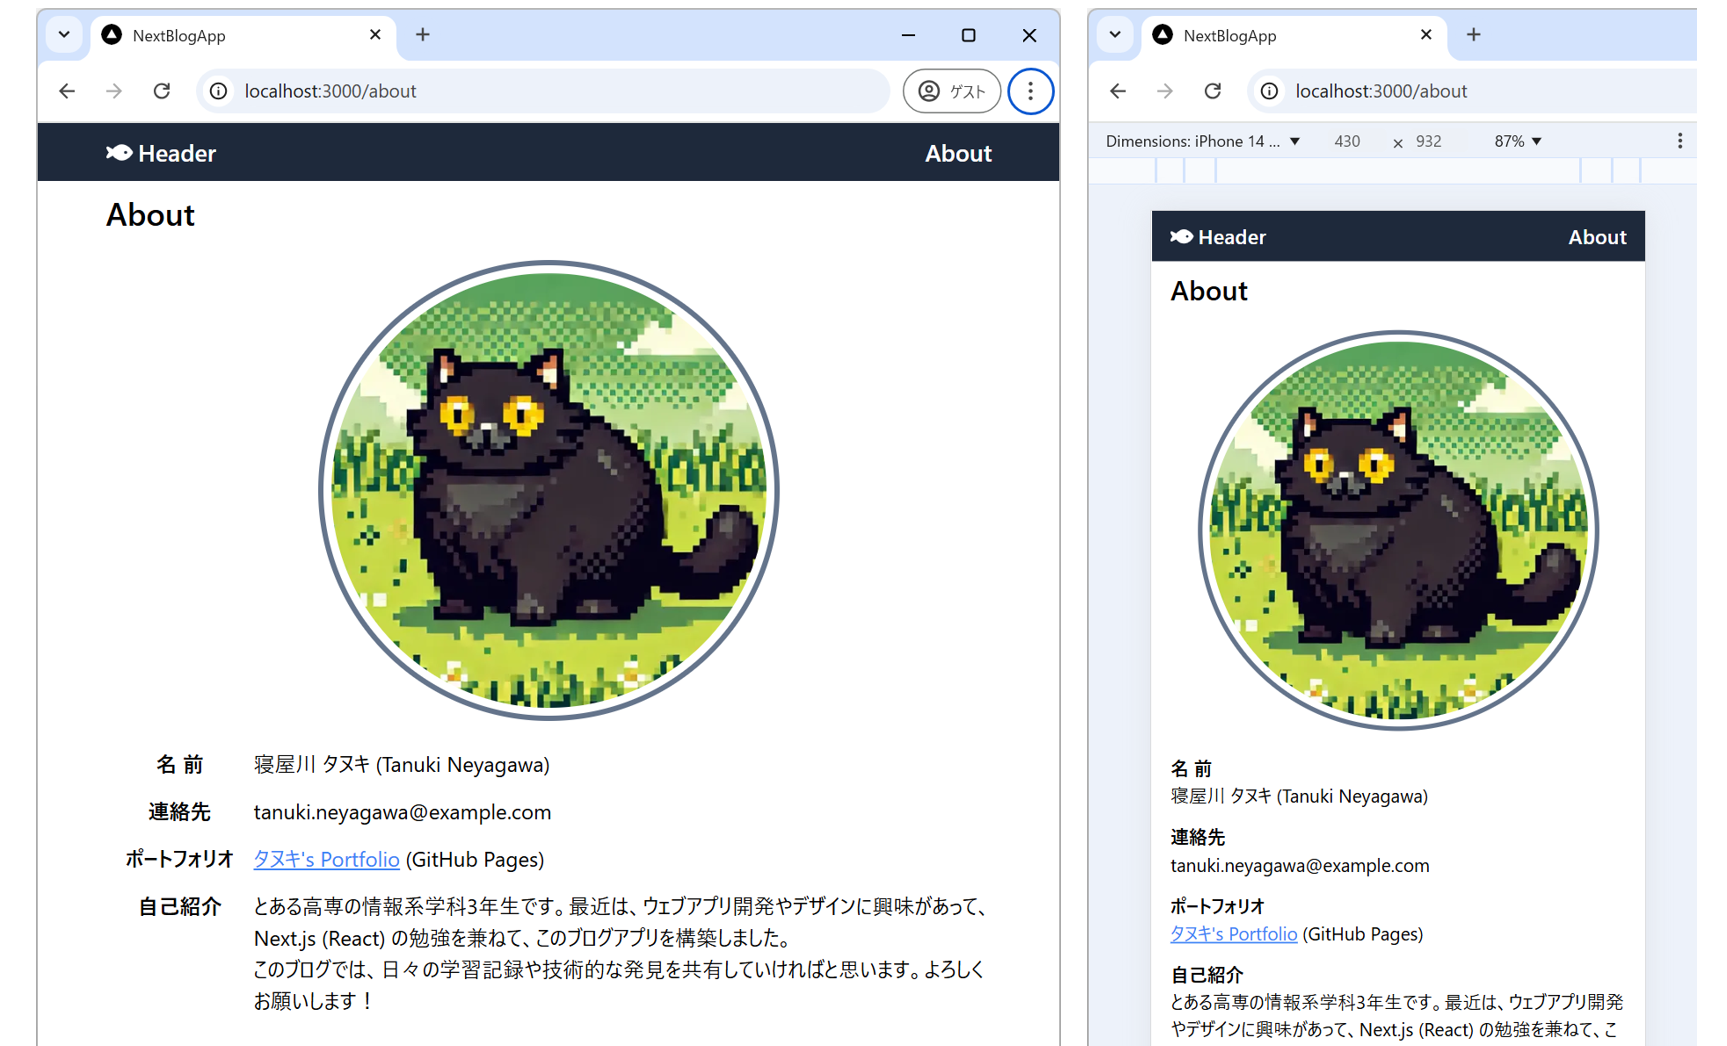 NextBlogApp
localhost:3000/about
ゲスト
Header
About
About
名 前
寝屋川 タヌキ (Tanuki Neyagawa)
連絡先
tanuki.neyagawa@example.com
ポートフォリオ
タヌキ's Portfolio (GitHub Pages)
自己紹介
とある高専の情報系学科3年生です。最近は、ウェブアプリ開発やデザインに興味があって、
Next.js (React) の勉強を兼ねて、このブログアプリを構築しました。
このブログでは、日々の学習記録や技術的な発見を共有していければと思います。よろしく
お願いします！
NextBlogApp
localhost:3000/about
Dimensions: iPhone 14 ... ▼ 430 × 932 87% ▼
Header
About
About
名 前
寝屋川 タヌキ (Tanuki Neyagawa)
連絡先
tanuki.neyagawa@example.com
ポートフォリオ
タヌキ's Portfolio (GitHub Pages)
自己紹介
とある高専の情報系学科3年生です。最近は、ウェブアプリ開発
やデザインに興味があって、Next.js (React) の勉強を兼ねて、こ